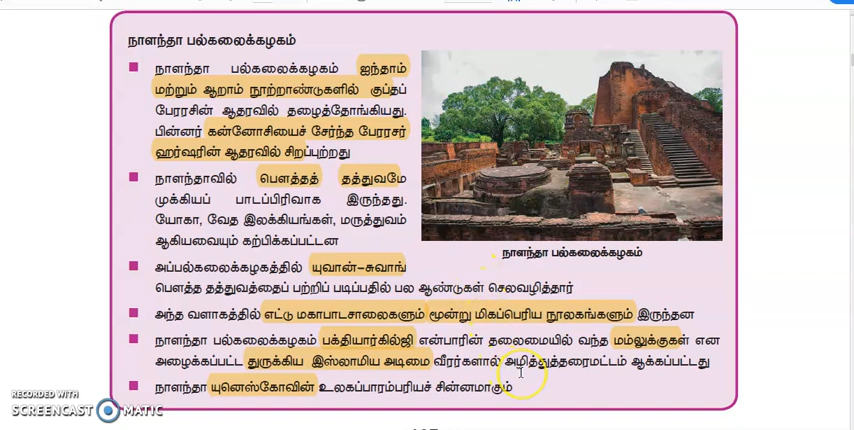 நாளந்தா பல்கலைக்கழகம்
நாளந்தா பல்கலைக்கழகம் ஐந்தாம்
மற்றும் ஆறாம் நூற்றாண்டுகளில் குப்தப்
பேரரசின் ஆதரவில் தழைத்தோங்கியது.
பின்னர் கன்னோசியைச் சேர்ந்த பேரரசர்
ஹர்ஷரின் ஆதரவில் சிறப்புற்றது
நாளந்தாவில் பௌத்தத் தத்துவமே
முக்கியப் பாடப்பிரிவாக இருந்தது.
யோகா, வேத இலக்கியங்கள், மருத்துவம்
ஆகியவையும் கற்பிக்கப்பட்டன
நாளந்தா பல்கலைக்கழகம்
அப்பல்கலைக்கழகத்தில் யுவான்-சுவாங்
பௌத்த தத்துவத்தைப் பற்றிப் படிப்பதில் பல ஆண்டுகள் செலவழித்தார்
அந்த வளாகத்தில் எட்டு மகாபாடசாலைகளும் மூன்று மிகப்பெரிய நூலகங்களும் இருந்தன
நாளந்தா பல்கலைக்கழகம் பக்தியார்கில்ஜி என்பாரின் தலைமையில் வந்த மம்லுக்குகள் என
அழைக்கப்பட்ட துருக்கிய இஸ்லாமிய அடிமை வீரர்களால் அழித்துத்தரைமட்டம் ஆக்கப்பட்டது
நாளந்தா யுனெஸ்கோவின் உலகப்பாரம்பரியச் சின்னமாகும்
RECORDED WITH
SCREENCAST MATIC